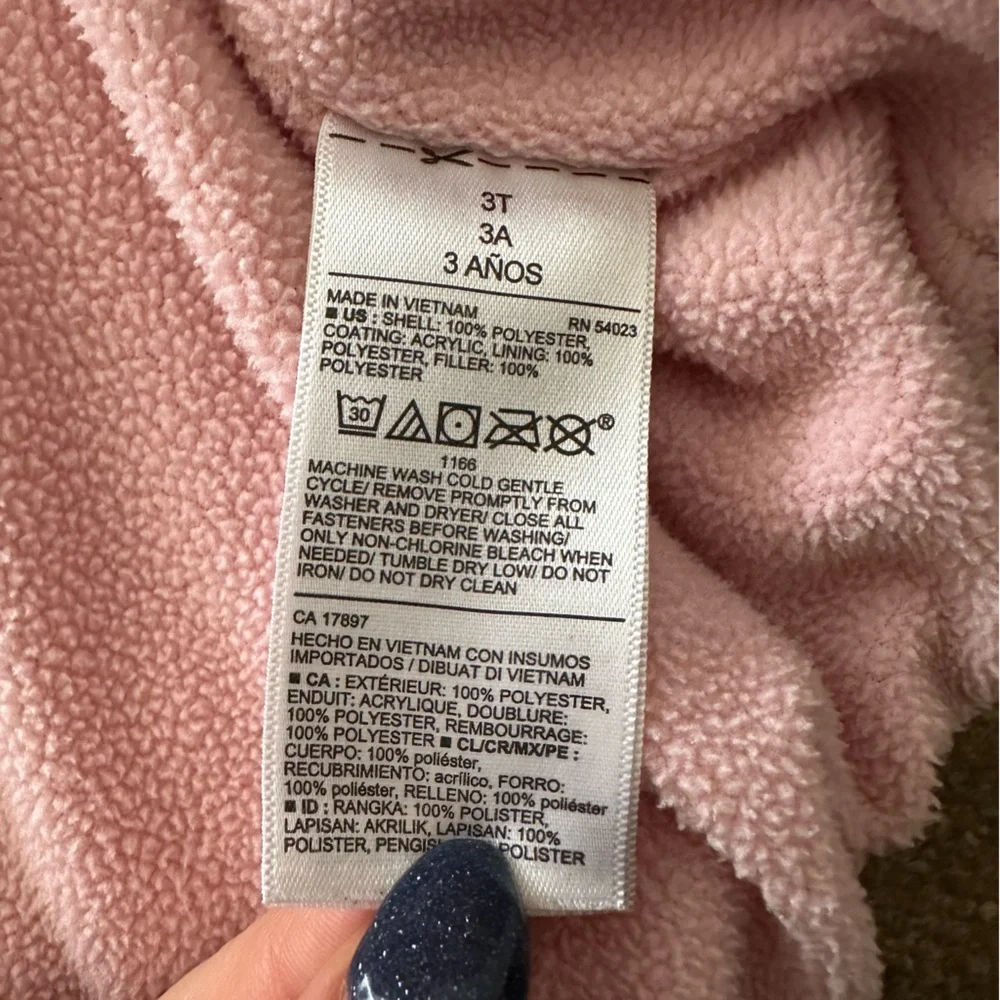 3T
3A
3 AÑOS
MADE IN VIETNAM
RN 54023
■ US : SHELL: 100% POLYESTER,
COATING: ACRYLIC, LINING: 100%
POLYESTER, FILLER: 100%
POLYESTER
30
®
1166
MACHINE WASH COLD GENTLE
CYCLE/ REMOVE PROMPTLY FROM
WASHER AND DRYER/ CLOSE ALL
FASTENERS BEFORE WASHING/
ONLY NON-CHLORINE BLEACH WHEN
NEEDED/ TUMBLE DRY LOW/ DO NOT
IRON/ DO NOT DRY CLEAN
CA 17897
HECHO EN VIETNAM CON INSUMOS
IMPORTADOS / DIBUAT DI VIETNAM
■ CA : EXTÉRIEUR: 100% POLYESTER,
ENDUIT: ACRYLIQUE, DOUBLURE:
100% POLYESTER, REMBOURRAGE:
100% POLYESTER ■ CL/CR/MX/PE :
CUERPO: 100% poliéster,
RECUBRIMIENTO: acrílico, FORRO:
100% poliéster, RELLENO: 100% poliéster
■ ID : RANGKA: 100% POLISTER,
LAPISAN: AKRILIK, LAPISAN: 100%
POLISTER, POLISTER